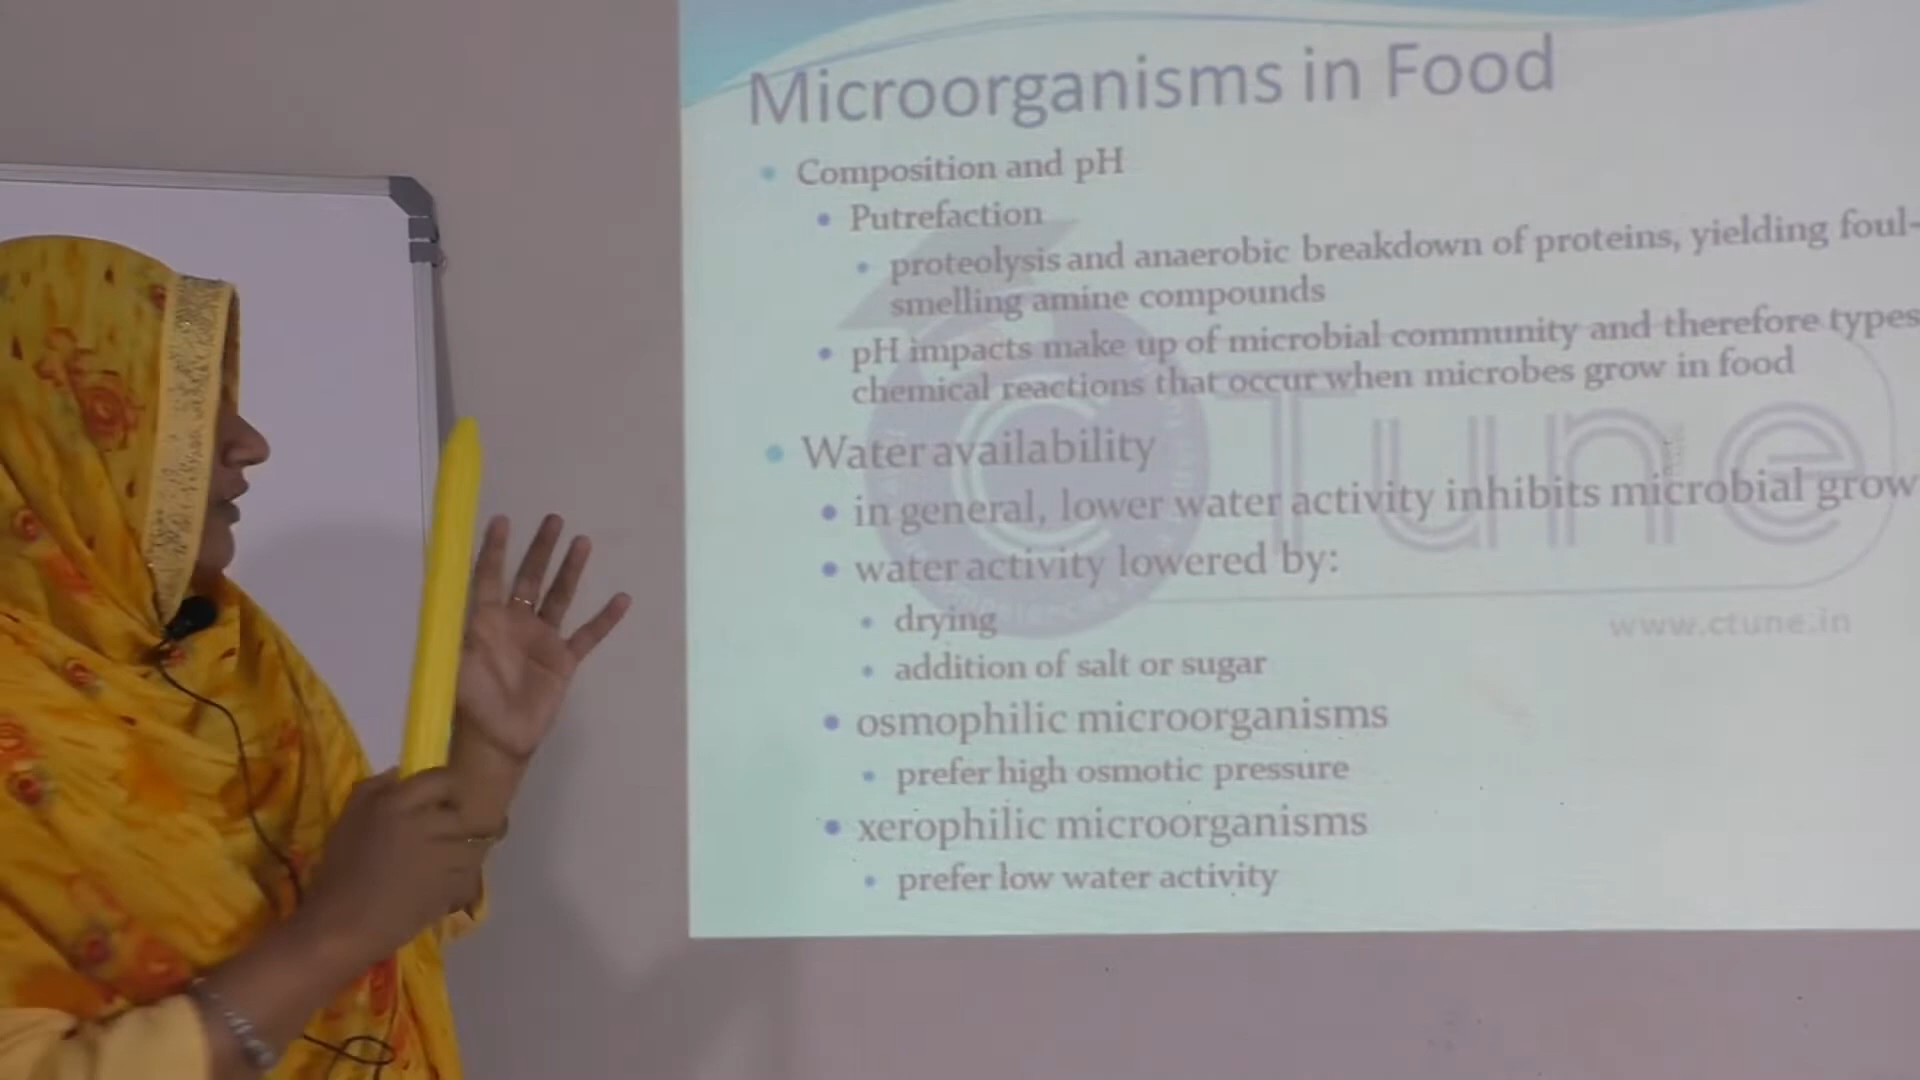 Microorganisms in Food
Composition and pH
Putrefaction
proteolysis and anaerobic breakdown of proteins, yielding foul-
smelling amine compounds
pH impacts make up of microbial community and therefore types
chemical reactions that occur when microbes grow in food
Water availability
in general, lower water activity inhibits microbial grow
water activity lowered by:
drying
addition of salt or sugar
osmophilic microorganisms
prefer high osmotic pressure
xerophilic microorganisms
prefer low water activity
CTune
www.ctune.in